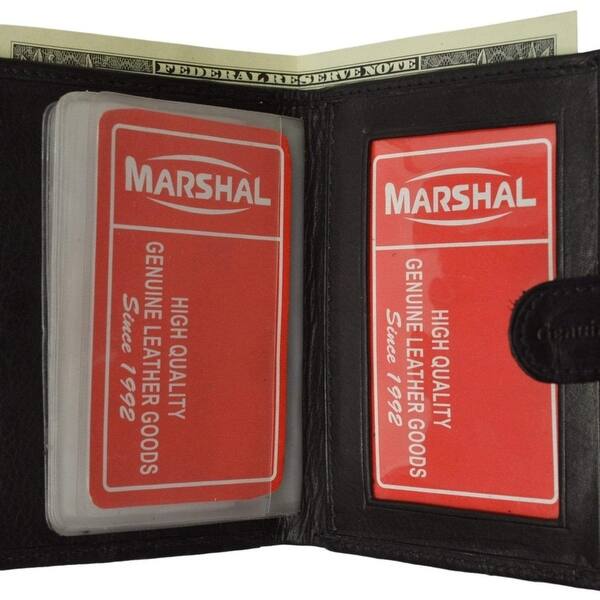 FEDERAL RESERVE NOTE
MARSHAL
HIGH QUALITY
GENUINE LEATHER GOODS
Since 1992
MARSHAL
HIGH QUALITY
GENUINE LEATHER GOODS
Since 1992